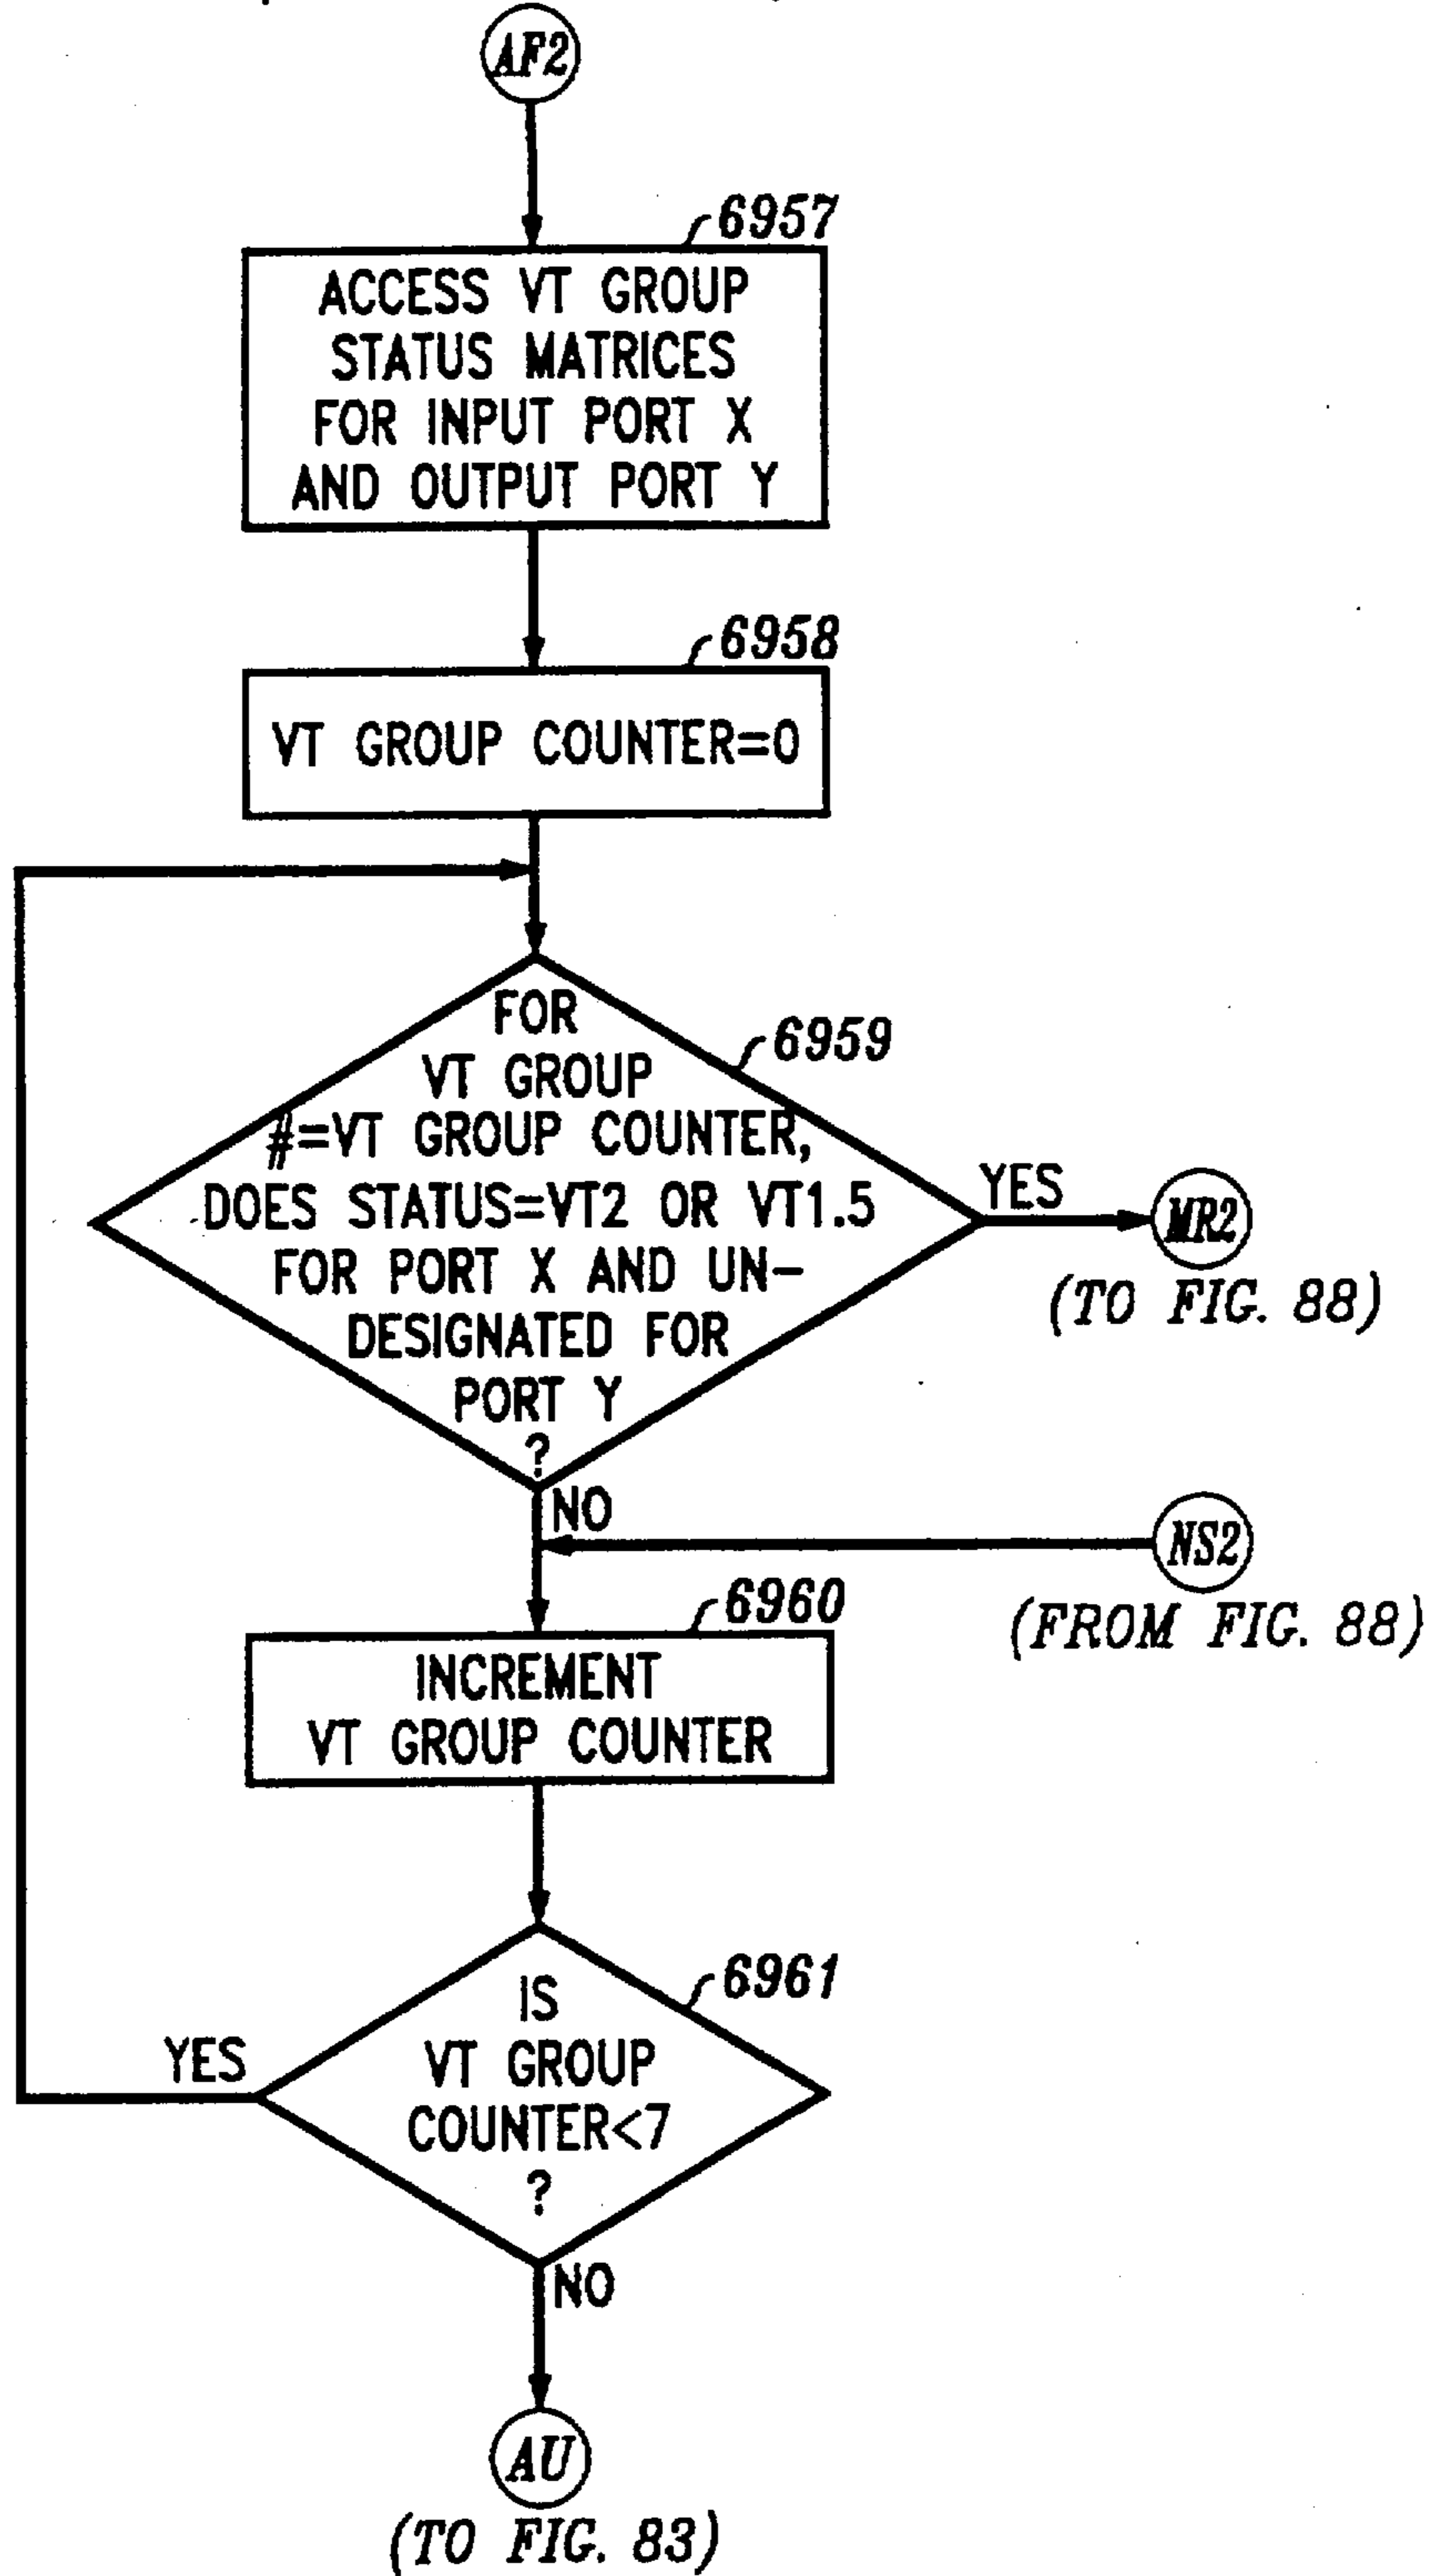 AF2
6957
ACCESS VT GROUP
STATUS MATRICES
FOR INPUT PORT X
AND OUTPUT PORT Y
6958
VT GROUP COUNTER=0
FOR
6959
VT GROUP
#=VT GROUP COUNTER,
DOES STATUS=VT2 OR VT1.5
FOR PORT X AND UN-
DESIGNATED FOR
PORT Y
?
YES
MR2
(TO FIG. 88)
NO
NS2
(FROM FIG. 88)
6960
INCREMENT
VT GROUP COUNTER
6961
IS
VT GROUP
COUNTER<7
?
YES
NO
AU
(TO FIG. 83)